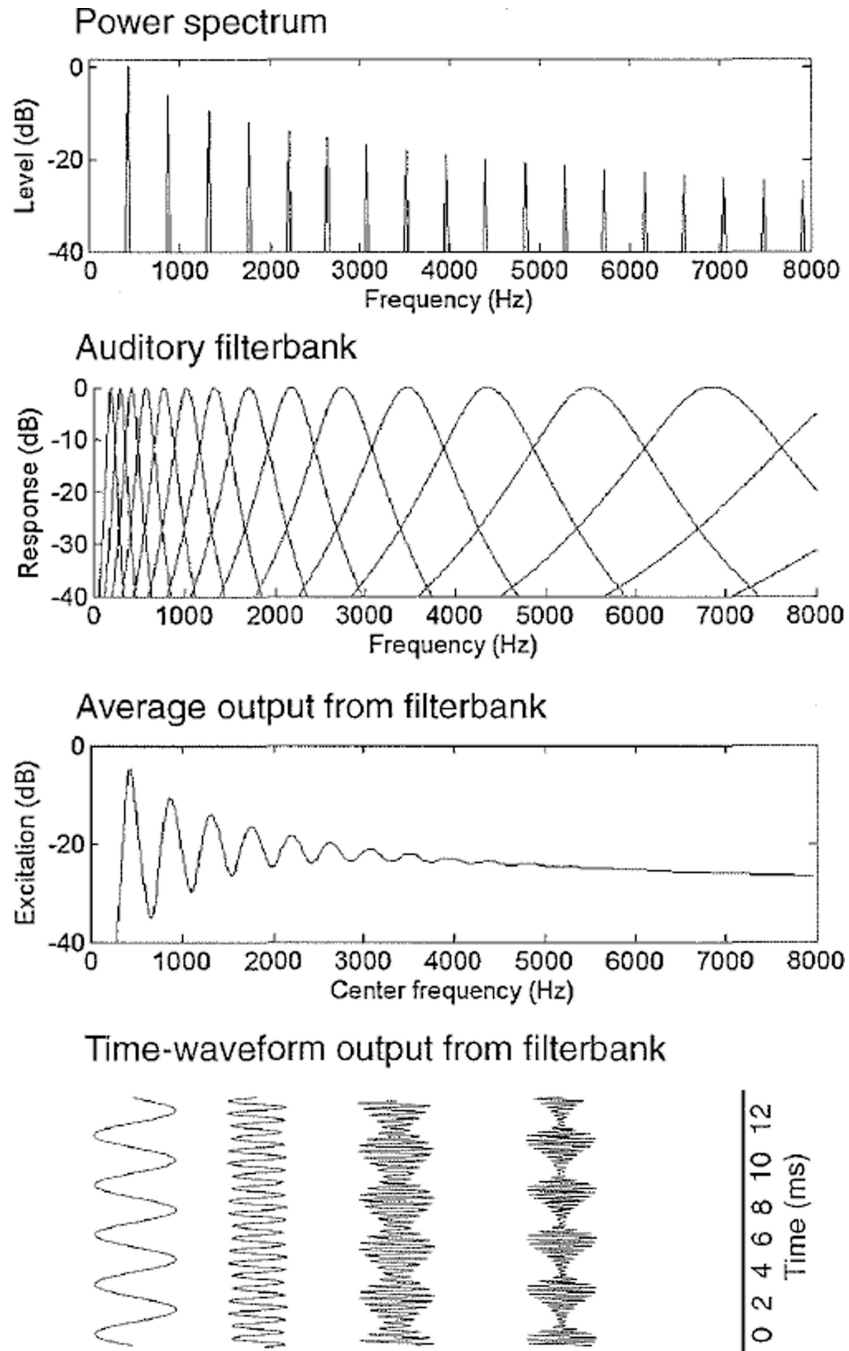 Power spectrum
Level (dB)
0
-20
-40
0 1000 2000 3000 4000 5000 6000 7000 8000
Frequency (Hz)
Auditory filterbank
Response (dB)
0
-10
-20
-30
-40
0 1000 2000 3000 4000 5000 6000 7000 8000
Frequency (Hz)
Average output from filterbank
Excitation (dB)
0
-20
-40
0 1000 2000 3000 4000 5000 6000 7000 8000
Center frequency (Hz)
Time-waveform output from filterbank
0 2 4 6 8 10 12
Time (ms)